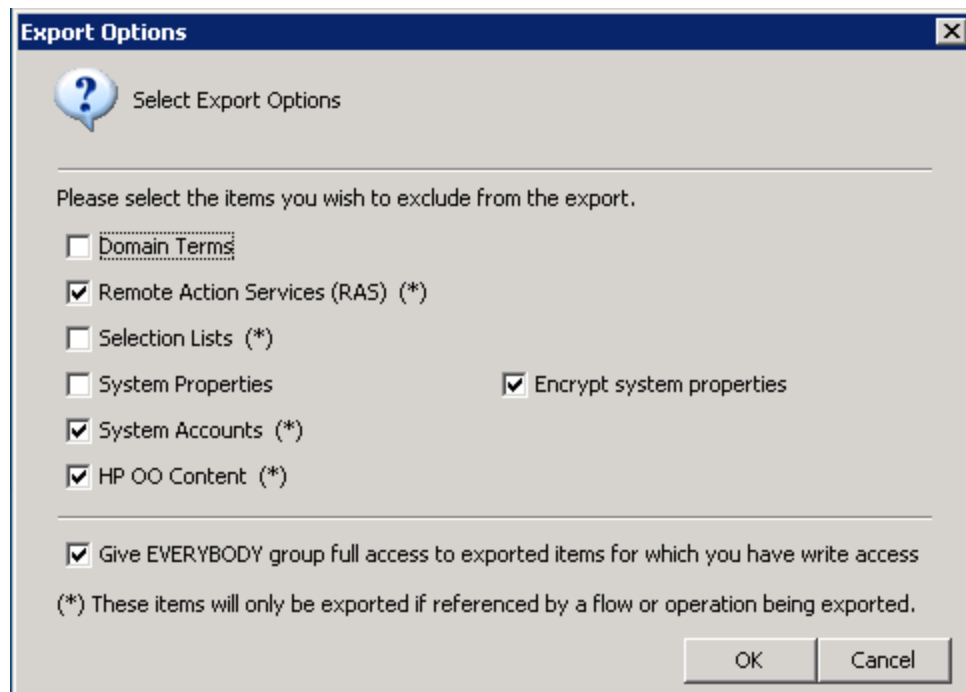 Export Options
Select Export Options
Please select the items you wish to exclude from the export.
Domain Terms
Remote Action Services (RAS) (*)
Selection Lists (*)
System Properties Encrypt system properties
System Accounts (*)
HP OO Content (*)
Give EVERYBODY group full access to exported items for which you have write access
(*) These items will only be exported if referenced by a flow or operation being exported.
OK Cancel